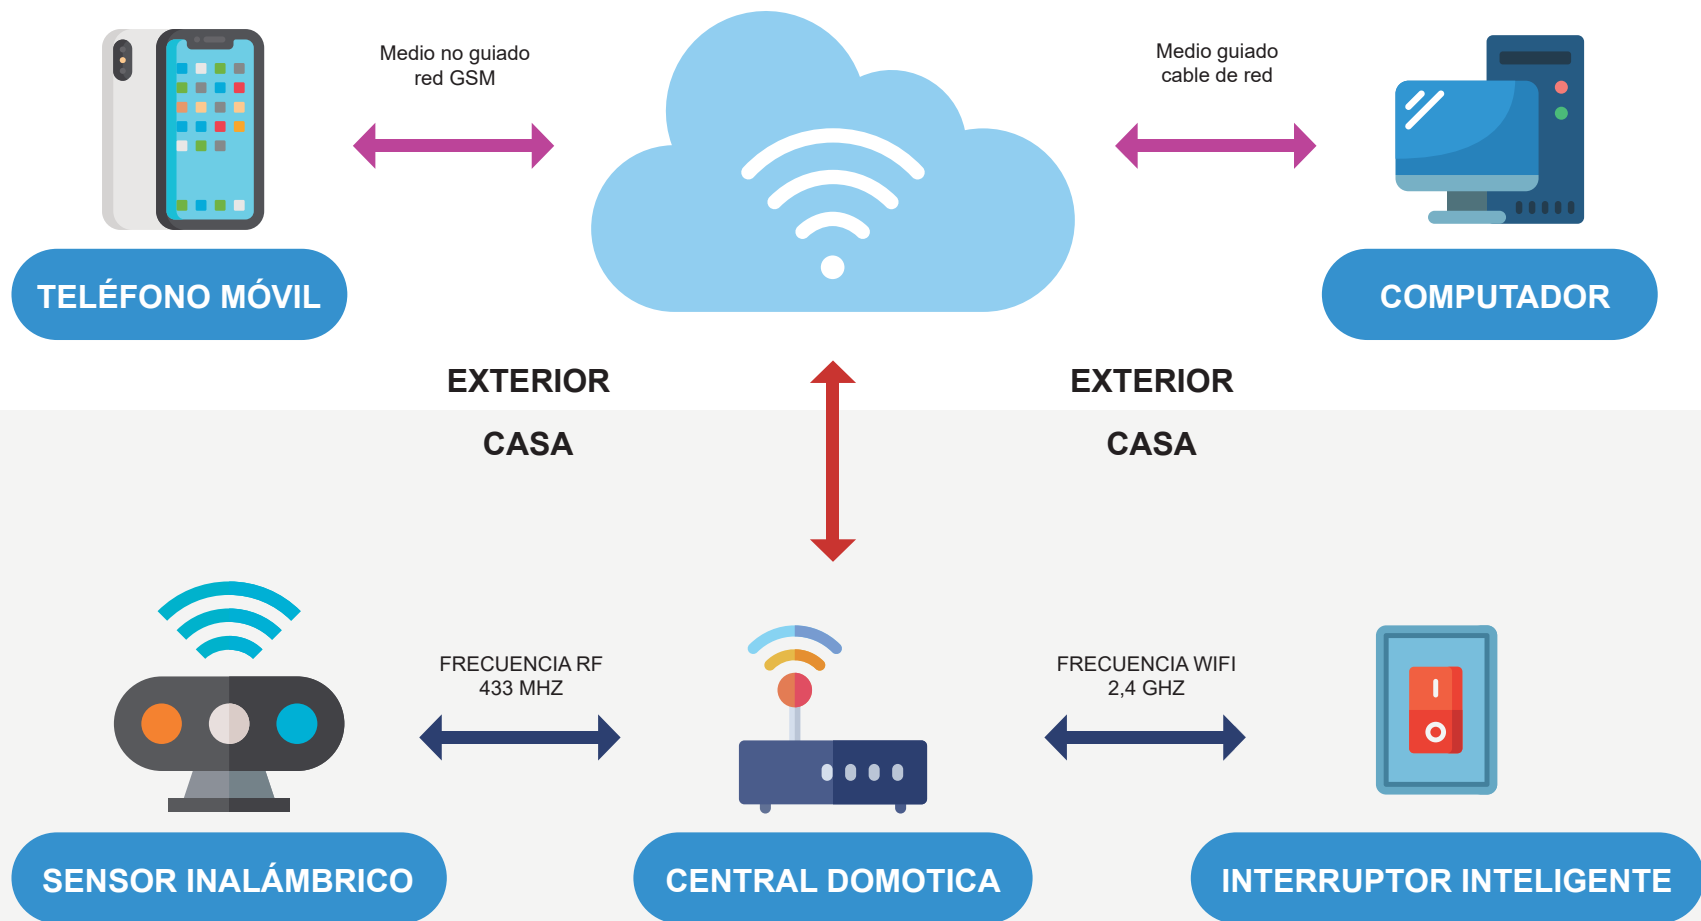 Medio no guiado
red GSM
Medio guiado
cable de red
TELÉFONO MÓVIL
COMPUTADOR
EXTERIOR
EXTERIOR
CASA
CASA
FRECUENCIA RF
433 MHZ
FRECUENCIA WIFI
2,4 GHZ
SENSOR INALÁMBRICO
CENTRAL DOMOTICA
INTERRUPTOR INTELIGENTE